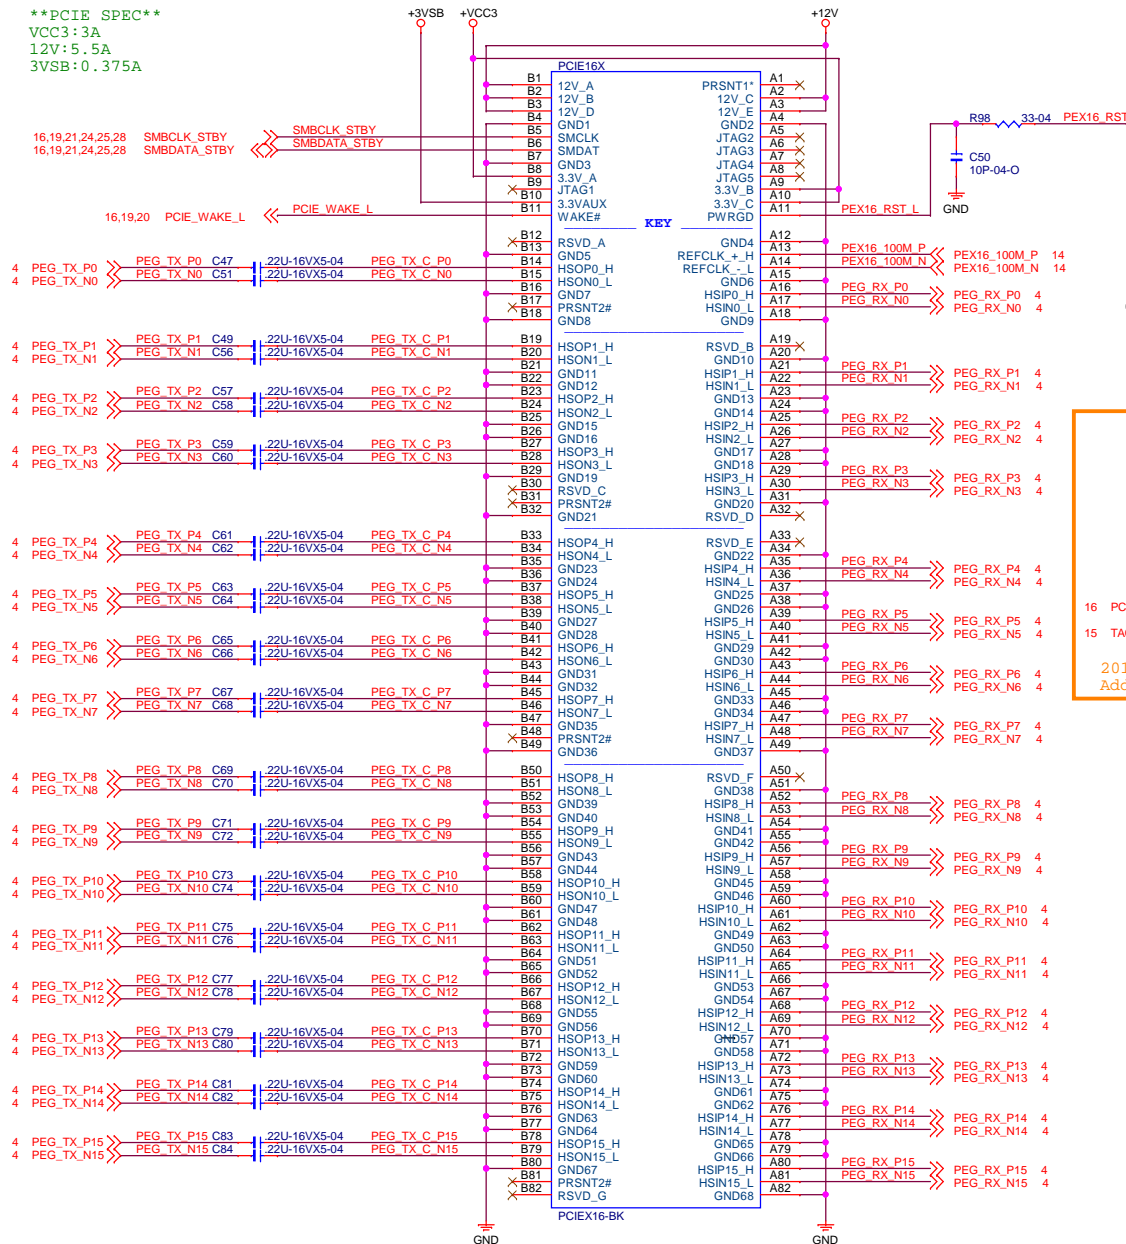 **PCIE SPEC**
VCC3:3A
12V:5.5A
3VSB:0.375A
+3VSB +VCC3 +12V
PCIE16X
B1 12V_A PRSNT1* A1
B2 12V_B 12V_C A2
B3 12V_D 12V_E A3
B4 GND1 GND2 A4
R98 33-04 PEX16_RST
16,19,21,24,25,28 SMBCLK_STBY SMBCLK_STBY B5 SMCLK JTAG2 A5
16,19,21,24,25,28 SMBDATA_STBY SMBDATA_STBY B6 SMDAT JTAG3 A6
B7 GND3 JTAG4 A7
C50
10P-04-O
GND
B8 3.3V_A JTAG5 A8
B9 JTAG1 3.3V_B A9
B10 3.3VAUX 3.3V_C A10
16,19,20 PCIE_WAKE_L PCIE_WAKE_L B11 WAKE# PWRGD A11 PEX16_RST_L
KEY
B12 RSVD_A GND4 A12
B13 GND5 REFCLK_+_H A13 PEX16_100M_P PEX16_100M_P 14
4 PEG_TX_P0 PEG_TX_P0 C47 .22U-16VX5-04 PEG_TX_C_P0 B14 HSOP0_H REFCLK_-_L A14 PEX16_100M_N PEX16_100M_N 14
4 PEG_TX_N0 PEG_TX_N0 C51 .22U-16VX5-04 PEG_TX_C_N0 B15 HSON0_L GND6 A15
B16 GND7 HSIP0_H A16 PEG_RX_P0 PEG_RX_P0 4
B17 PRSNT2# HSIN0_L A17 PEG_RX_N0 PEG_RX_N0 4
B18 GND8 GND9 A18
4 PEG_TX_P1 PEG_TX_P1 C49 .22U-16VX5-04 PEG_TX_C_P1 B19 HSOP1_H RSVD_B A19
4 PEG_TX_N1 PEG_TX_N1 C56 .22U-16VX5-04 PEG_TX_C_N1 B20 HSON1_L GND10 A20
B21 GND11 HSIP1_H A21 PEG_RX_P1 PEG_RX_P1 4
B22 GND12 HSIN1_L A22 PEG_RX_N1 PEG_RX_N1 4
4 PEG_TX_P2 PEG_TX_P2 C57 .22U-16VX5-04 PEG_TX_C_P2 B23 HSOP2_H GND13 A23
4 PEG_TX_N2 PEG_TX_N2 C58 .22U-16VX5-04 PEG_TX_C_N2 B24 HSON2_L GND14 A24
B25 GND15 HSIP2_H A25 PEG_RX_P2 PEG_RX_P2 4
B26 GND16 HSIN2_L A26 PEG_RX_N2 PEG_RX_N2 4
4 PEG_TX_P3 PEG_TX_P3 C59 .22U-16VX5-04 PEG_TX_C_P3 B27 HSOP3_H GND17 A27
4 PEG_TX_N3 PEG_TX_N3 C60 .22U-16VX5-04 PEG_TX_C_N3 B28 HSON3_L GND18 A28
B29 GND19 HSIP3_H A29 PEG_RX_P3 PEG_RX_P3 4
B30 RSVD_C HSIN3_L A30 PEG_RX_N3 PEG_RX_N3 4
B31 PRSNT2# GND20 A31
B32 GND21 RSVD_D A32
4 PEG_TX_P4 PEG_TX_P4 C61 .22U-16VX5-04 PEG_TX_C_P4 B33 HSOP4_H RSVD_E A33
4 PEG_TX_N4 PEG_TX_N4 C62 .22U-16VX5-04 PEG_TX_C_N4 B34 HSON4_L GND22 A34
B35 GND23 HSIP4_H A35 PEG_RX_P4 PEG_RX_P4 4
B36 GND24 HSIN4_L A36 PEG_RX_N4 PEG_RX_N4 4
4 PEG_TX_P5 PEG_TX_P5 C63 .22U-16VX5-04 PEG_TX_C_P5 B37 HSOP5_H GND25 A37
4 PEG_TX_N5 PEG_TX_N5 C64 .22U-16VX5-04 PEG_TX_C_N5 B38 HSON5_L GND26 A38
16 PC
B39 GND27 HSIP5_H A39 PEG_RX_P5 PEG_RX_P5 4
B40 GND28 HSIN5_L A40 PEG_RX_N5 PEG_RX_N5 4
15 TA
4 PEG_TX_P6 PEG_TX_P6 C65 .22U-16VX5-04 PEG_TX_C_P6 B41 HSOP6_H GND29 A41
4 PEG_TX_N6 PEG_TX_N6 C66 .22U-16VX5-04 PEG_TX_C_N6 B42 HSON6_L GND30 A42
B43 GND31 HSIP6_H A43 PEG_RX_P6 PEG_RX_P6 4
201
B44 GND32 HSIN6_L A44 PEG_RX_N6 PEG_RX_N6 4
Add
4 PEG_TX_P7 PEG_TX_P7 C67 .22U-16VX5-04 PEG_TX_C_P7 B45 HSOP7_H GND33 A45
4 PEG_TX_N7 PEG_TX_N7 C68 .22U-16VX5-04 PEG_TX_C_N7 B46 HSON7_L GND34 A46
B47 GND35 HSIP7_H A47 PEG_RX_P7 PEG_RX_P7 4
B48 PRSNT2# HSIN7_L A48 PEG_RX_N7 PEG_RX_N7 4
B49 GND36 GND37 A49
4 PEG_TX_P8 PEG_TX_P8 C69 .22U-16VX5-04 PEG_TX_C_P8 B50 HSOP8_H RSVD_F A50
4 PEG_TX_N8 PEG_TX_N8 C70 .22U-16VX5-04 PEG_TX_C_N8 B51 HSON8_L GND38 A51
B52 GND39 HSIP8_H A52 PEG_RX_P8 PEG_RX_P8 4
B53 GND40 HSIN8_L A53 PEG_RX_N8 PEG_RX_N8 4
4 PEG_TX_P9 PEG_TX_P9 C71 .22U-16VX5-04 PEG_TX_C_P9 B54 HSOP9_H GND41 A54
4 PEG_TX_N9 PEG_TX_N9 C72 .22U-16VX5-04 PEG_TX_C_N9 B55 HSON9_L GND42 A55
B56 GND43 HSIP9_H A56 PEG_RX_P9 PEG_RX_P9 4
B57 GND44 HSIN9_L A57 PEG_RX_N9 PEG_RX_N9 4
4 PEG_TX_P10 PEG_TX_P10 C73 .22U-16VX5-04 PEG_TX_C_P10 B58 HSOP10_H GND45 A58
4 PEG_TX_N10 PEG_TX_N10 C74 .22U-16VX5-04 PEG_TX_C_N10 B59 HSON10_L GND46 A59
B60 GND47 HSIP10_H A60 PEG_RX_P10 PEG_RX_P10 4
B61 GND48 HSIN10_L A61 PEG_RX_N10 PEG_RX_N10 4
4 PEG_TX_P11 PEG_TX_P11 C75 .22U-16VX5-04 PEG_TX_C_P11 B62 HSOP11_H GND49 A62
4 PEG_TX_N11 PEG_TX_N11 C76 .22U-16VX5-04 PEG_TX_C_N11 B63 HSON11_L GND50 A63
B64 GND51 HSIP11_H A64 PEG_RX_P11 PEG_RX_P11 4
B65 GND52 HSIN11_L A65 PEG_RX_N11 PEG_RX_N11 4
4 PEG_TX_P12 PEG_TX_P12 C77 .22U-16VX5-04 PEG_TX_C_P12 B66 HSOP12_H GND53 A66
4 PEG_TX_N12 PEG_TX_N12 C78 .22U-16VX5-04 PEG_TX_C_N12 B67 HSON12_L GND54 A67
B68 GND55 HSIP12_H A68 PEG_RX_P12 PEG_RX_P12 4
B69 GND56 HSIN12_L A69 PEG_RX_N12 PEG_RX_N12 4
4 PEG_TX_P13 PEG_TX_P13 C79 .22U-16VX5-04 PEG_TX_C_P13 B70 HSOP13_H GND57 A70
4 PEG_TX_N13 PEG_TX_N13 C80 .22U-16VX5-04 PEG_TX_C_N13 B71 HSON13_L GND58 A71
B72 GND59 HSIP13_H A72 PEG_RX_P13 PEG_RX_P13 4
B73 GND60 HSIN13_L A73 PEG_RX_N13 PEG_RX_N13 4
4 PEG_TX_P14 PEG_TX_P14 C81 .22U-16VX5-04 PEG_TX_C_P14 B74 HSOP14_H GND61 A74
4 PEG_TX_N14 PEG_TX_N14 C82 .22U-16VX5-04 PEG_TX_C_N14 B75 HSON14_L GND62 A75
B76 GND63 HSIP14_H A76 PEG_RX_P14 PEG_RX_P14 4
B77 GND64 HSIN14_L A77 PEG_RX_N14 PEG_RX_N14 4
4 PEG_TX_P15 PEG_TX_P15 C83 .22U-16VX5-04 PEG_TX_C_P15 B78 HSOP15_H GND65 A78
4 PEG_TX_N15 PEG_TX_N15 C84 .22U-16VX5-04 PEG_TX_C_N15 B79 HSON15_L GND66 A79
B80 GND67 HSIP15_H A80 PEG_RX_P15 PEG_RX_P15 4
B81 PRSNT2# HSIN15_L A81 PEG_RX_N15 PEG_RX_N15 4
B82 RSVD_G GND68 A82
PCIEX16-BK
GND GND